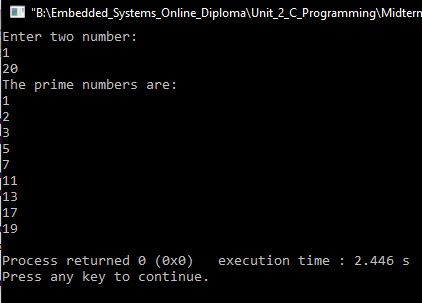 "B:\Embedded_Systems_Online_Diploma\Unit_2_C_Programming\Midterm
Enter two number:
1
20
The prime numbers are:
1
2
3
5
7
11
13
17
19
Process returned 0 (0x0)   execution time : 2.446 s
Press any key to continue.